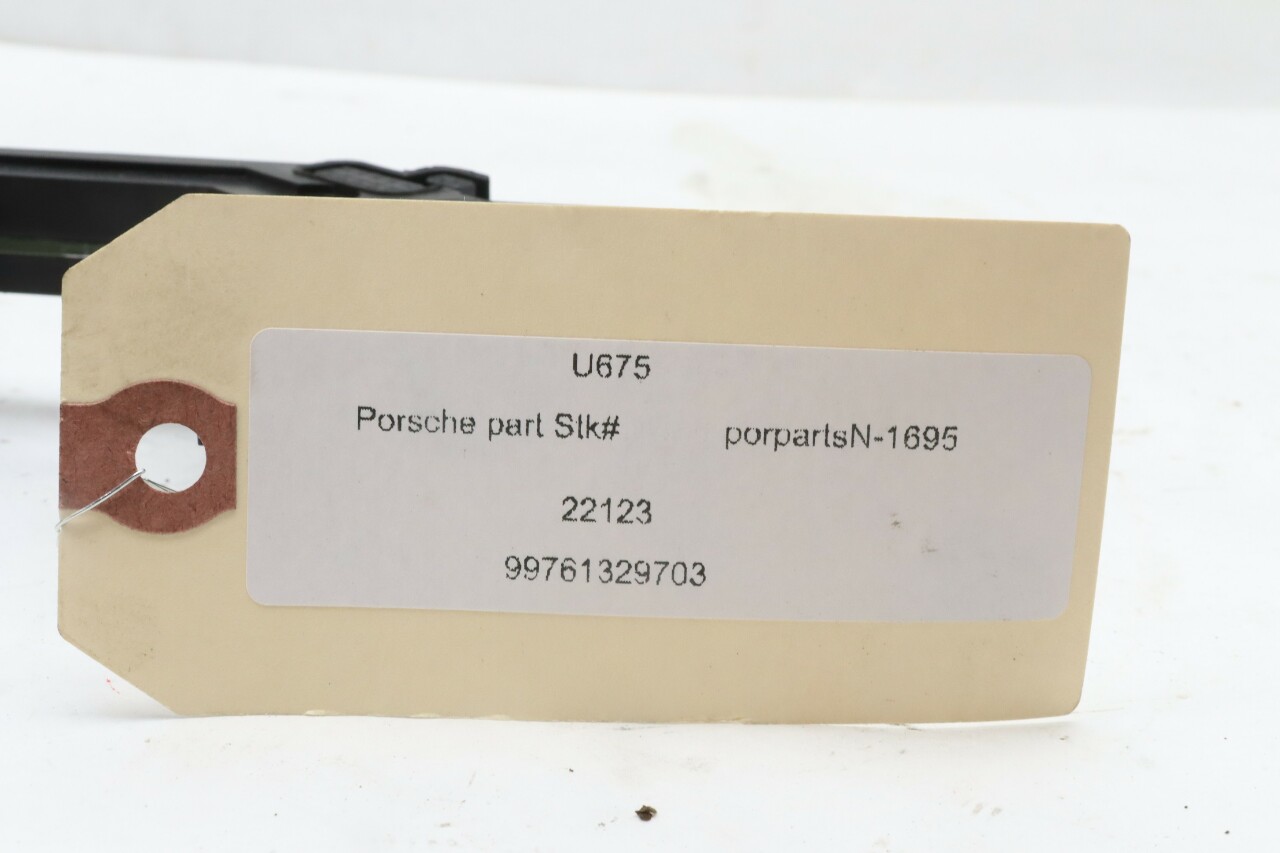 U675
Porsche part Stk# porpartsN-1695
22123
99761329703